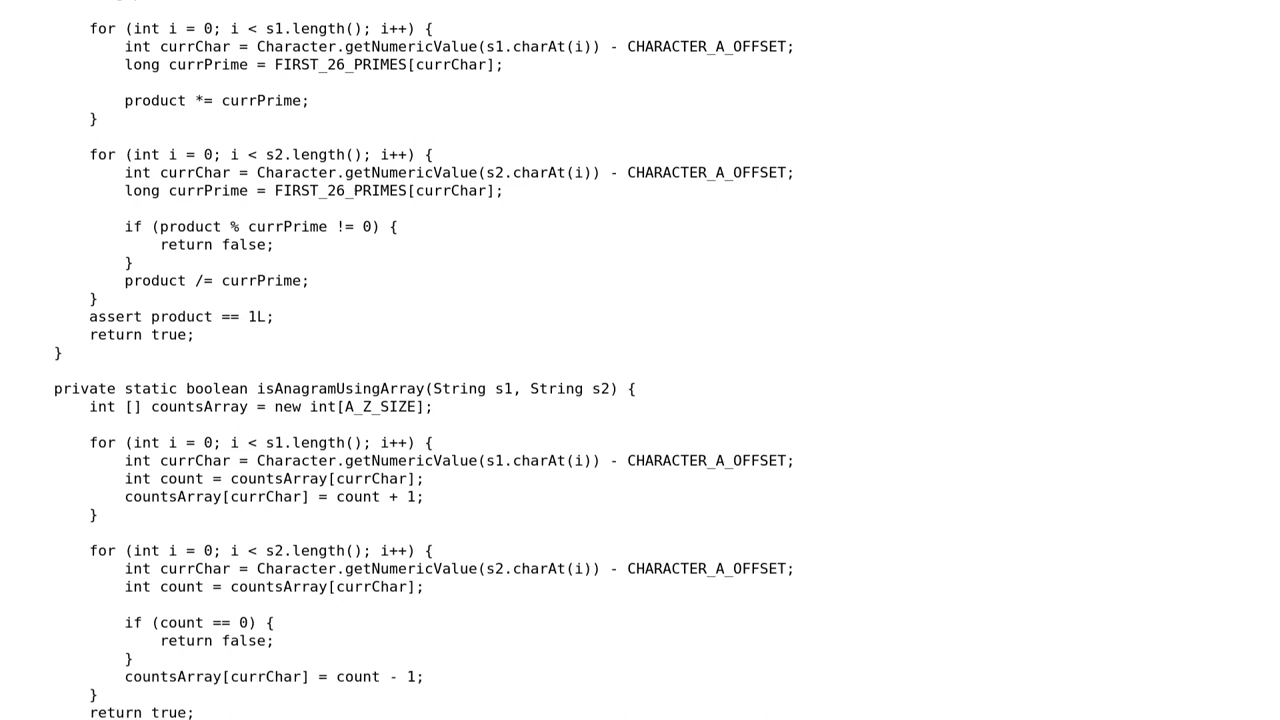 for (int i = 0; i < s1.length(); i++) {
int currChar = Character.getNumericValue(s1.charAt(i)) - CHARACTER_A_OFFSET;
long currPrime = FIRST_26_PRIMES[currChar];
product *= currPrime;
}
for (int i = 0; i < s2.length(); i++) {
int currChar = Character.getNumericValue(s2.charAt(i)) - CHARACTER_A_OFFSET;
long currPrime = FIRST_26_PRIMES[currChar];
if (product % currPrime != 0) {
return false;
}
product /= currPrime;
}
assert product == 1L;
return true;
}
private static boolean isAnagramUsingArray(String s1, String s2) {
int [] countsArray = new int[A_Z_SIZE];
for (int i = 0; i < s1.length(); i++) {
int currChar = Character.getNumericValue(s1.charAt(i)) - CHARACTER_A_OFFSET;
int count = countsArray[currChar];
countsArray[currChar] = count + 1;
}
for (int i = 0; i < s2.length(); i++) {
int currChar = Character.getNumericValue(s2.charAt(i)) - CHARACTER_A_OFFSET;
int count = countsArray[currChar];
if (count == 0) {
return false;
}
countsArray[currChar] = count - 1;
}
return true;